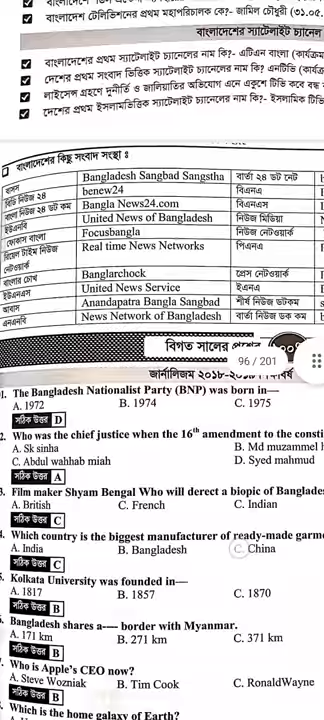 বাংলাদেশ টেলিভিশনের প্রথম মহাপরিচালক কে?- জামিল চৌধুরী (৩১.০৫.
বাংলাদেশের স্যাটেলাইট চ্যানেল
বাংলাদেশের প্রথম স্যাটেলাইট চ্যানেলের নাম কি?- এটিএন বাংলা (কার্যক্রম
দেশের প্রথম সংবাদ ভিত্তিক স্যাটেলাইট চ্যানেলের নাম কি? এনটিভি (কার্যক্র
লাইসেন্স গ্রহণে দুর্নীতি ও জালিয়াতির অভিযোগ এনে একুশে টিভি কবে বন্ধ
দেশের প্রথম ইসলামিভিত্তিক স্যাটেলাইট চ্যানেলের নাম কি?- ইসলামিক টিভি
বাংলাদেশের কিছু সংবাদ সংস্থা ঃ
বাসস Bangladesh Sangbad Sangstha বার্তা ২৪ ডট নেট
বিডি নিউজ ২৪ benew24 বিএনএ
বাংলা নিউজ ২৪ ডট কম Bangla News24.com বিএনএস
ইউএনবি United News of Bangladesh নিউজ মিডিয়া
ফোকাস বাংলা Focusbangla নিউজ নেটওয়ার্ক
রিয়েল টাইম নিউজ নেটওয়ার্ক Real time News Networks পিএনএ
বাংলার চোখ Banglarchock প্রেস নেটওয়ার্ক
ইউএনএস United News Service ইএনএ
আবাস Anandapatra Bangla Sangbad শীর্ষ নিউজ ডটকম
এনএনবি News Network of Bangladesh বার্তা নিউজ ডক কম
বিগত সালের প্রশ্নের
96 / 201
জার্নালিজম ২০১৮-২০১৯
1. The Bangladesh Nationalist Party (BNP) was born in—
A. 1972 B. 1974 C. 1975
সঠিক উত্তর D
2. Who was the chief justice when the 16th amendment to the consti
A. Sk sinha B. Md muzammel h
C. Abdul wahhab miah D. Syed mahmud
সঠিক উত্তর A
3. Film maker Shyam Bengal Who will derect a biopic of Banglades
A. British C. French C. Indian
সঠিক উত্তর C
4. Which country is the biggest manufacturer of ready-made garme
A. India B. Bangladesh C. China
সঠিক উত্তর C
5. Kolkata University was founded in—
A. 1817 B. 1857 C. 1870
সঠিক উত্তর B
Bangladesh shares a---- border with Myanmar.
A. 171 km B. 271 km C. 371 km
সঠিক উত্তর B
Who is Apple's CEO now?
A. Steve Wozniak B. Tim Cook C. RonaldWayne
সঠিক উত্তর B
Which is the home galaxy of Earth?